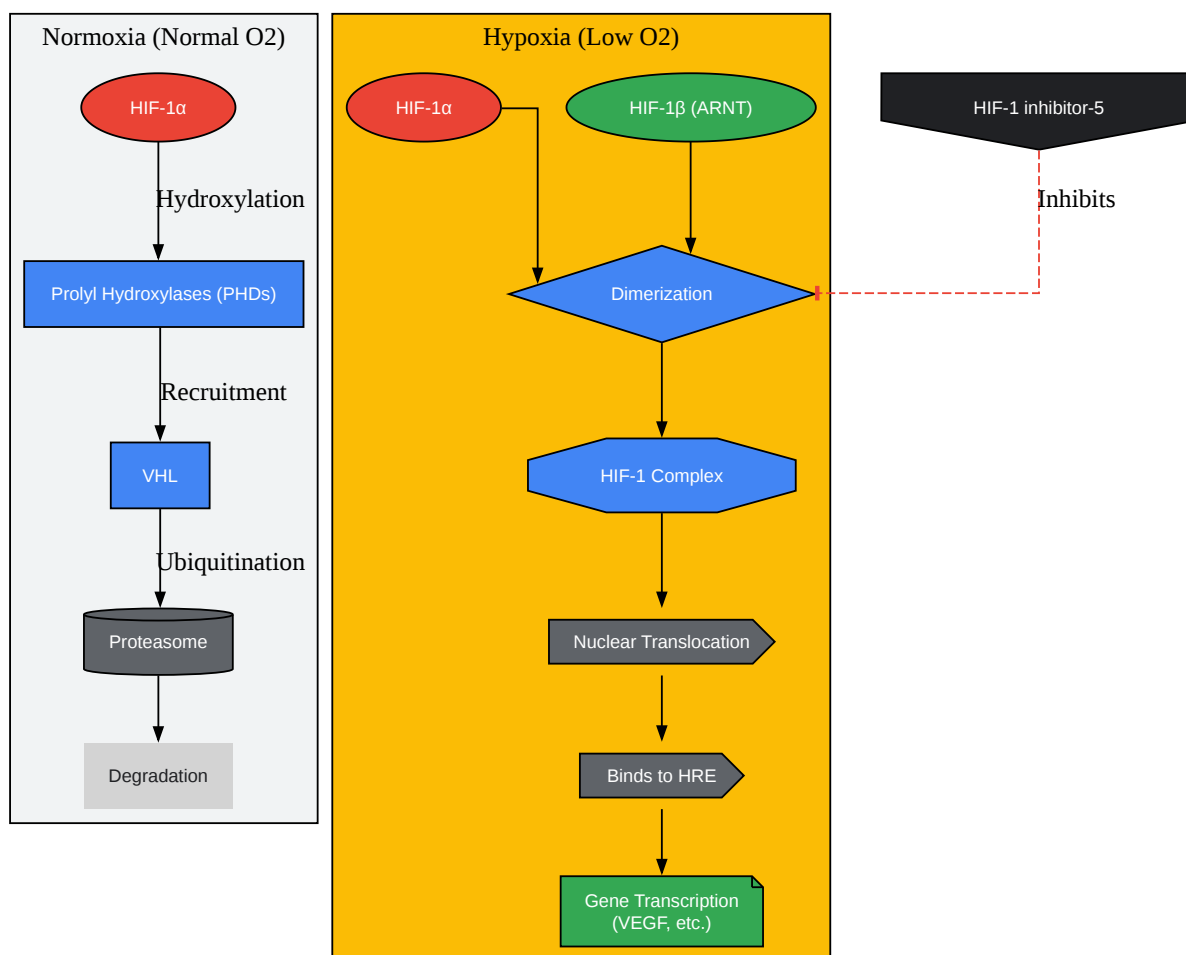 Normoxia (Normal O2)
HIF-1α
Hydroxylation
Prolyl Hydroxylases (PHDs)
Recruitment
VHL
Ubiquitination
Proteasome
Degradation
Hypoxia (Low O2)
HIF-1α
HIF-1β (ARNT)
Dimerization
HIF-1 Complex
Nuclear Translocation
Binds to HRE
Gene Transcription
(VEGF, etc.)
HIF-1 inhibitor-5
Inhibits